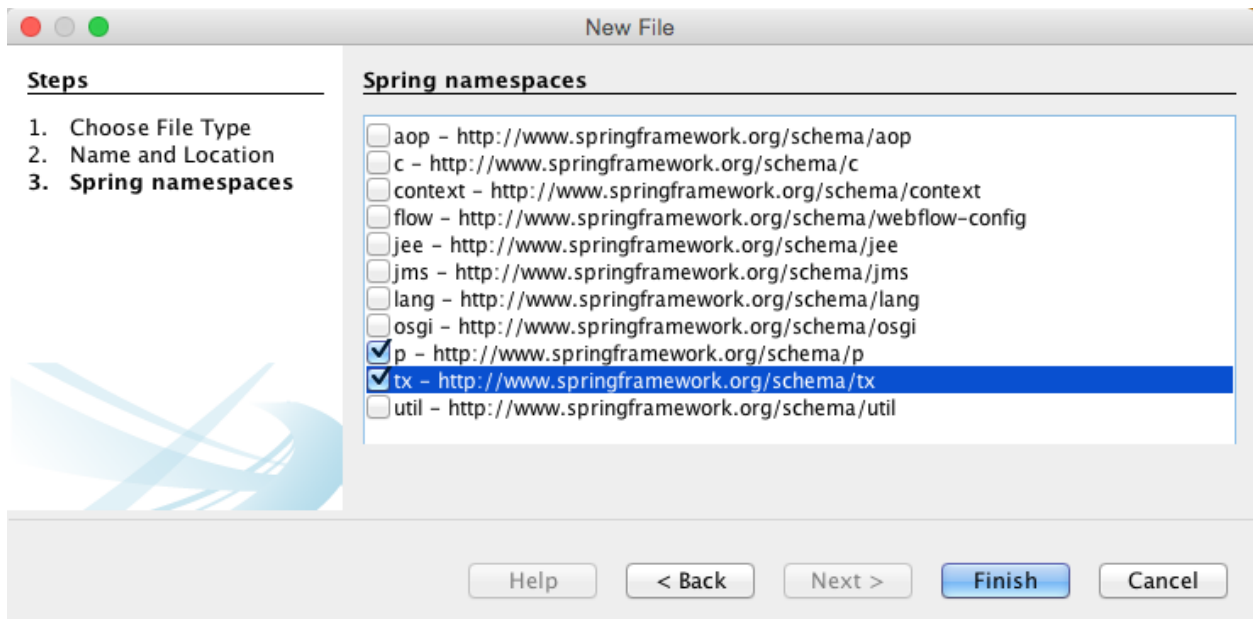 New File
Steps
1. Choose File Type
2. Name and Location
3. Spring namespaces
Spring namespaces
aop – http://www.springframework.org/schema/aop
c – http://www.springframework.org/schema/c
context – http://www.springframework.org/schema/context
flow – http://www.springframework.org/schema/webflow-config
jee – http://www.springframework.org/schema/jee
jms – http://www.springframework.org/schema/jms
lang – http://www.springframework.org/schema/lang
osgi – http://www.springframework.org/schema/osgi
p – http://www.springframework.org/schema/p
tx – http://www.springframework.org/schema/tx
util – http://www.springframework.org/schema/util
Help < Back Next > Finish Cancel